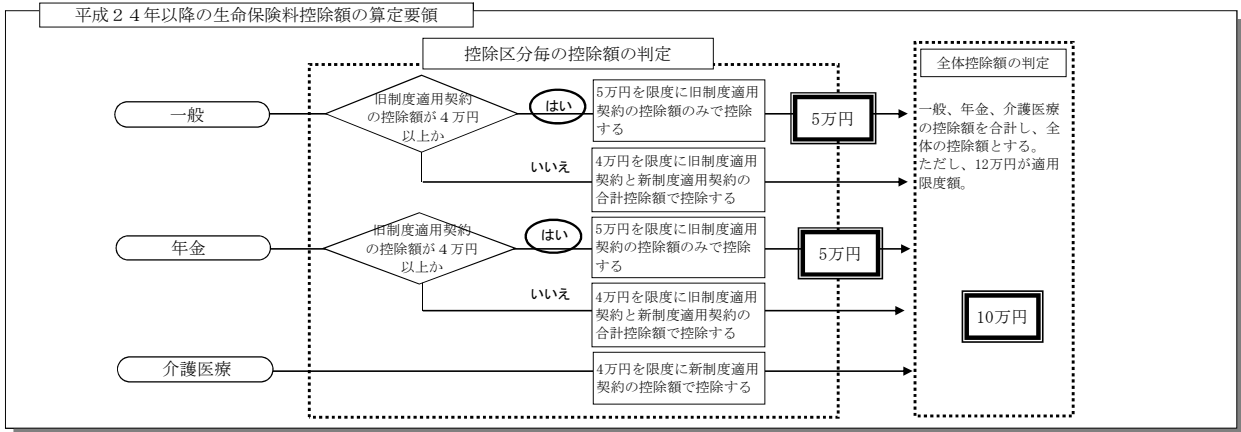 平成２４年以降の生命保険料控除額の算定要領
控除区分毎の控除額の判定
全体控除額の判定
一般
旧制度適用契約
の控除額が４万円
以上か
はい
5万円を限度に旧制度適用
契約の控除額のみで控除
する
5万円
一般、年金、介護医療
の控除額を合計し、全
体の控除額とする。
ただし、12万円が適用
限度額。
いいえ
4万円を限度に旧制度適用
契約と新制度適用契約の
合計控除額で控除する
年金
旧制度適用契約
の控除額が４万円
以上か
はい
5万円を限度に旧制度適用
契約の控除額のみで控除
する
5万円
いいえ
4万円を限度に旧制度適用
契約と新制度適用契約の
合計控除額で控除する
10万円
介護医療
4万円を限度に新制度適用
契約の控除額で控除する